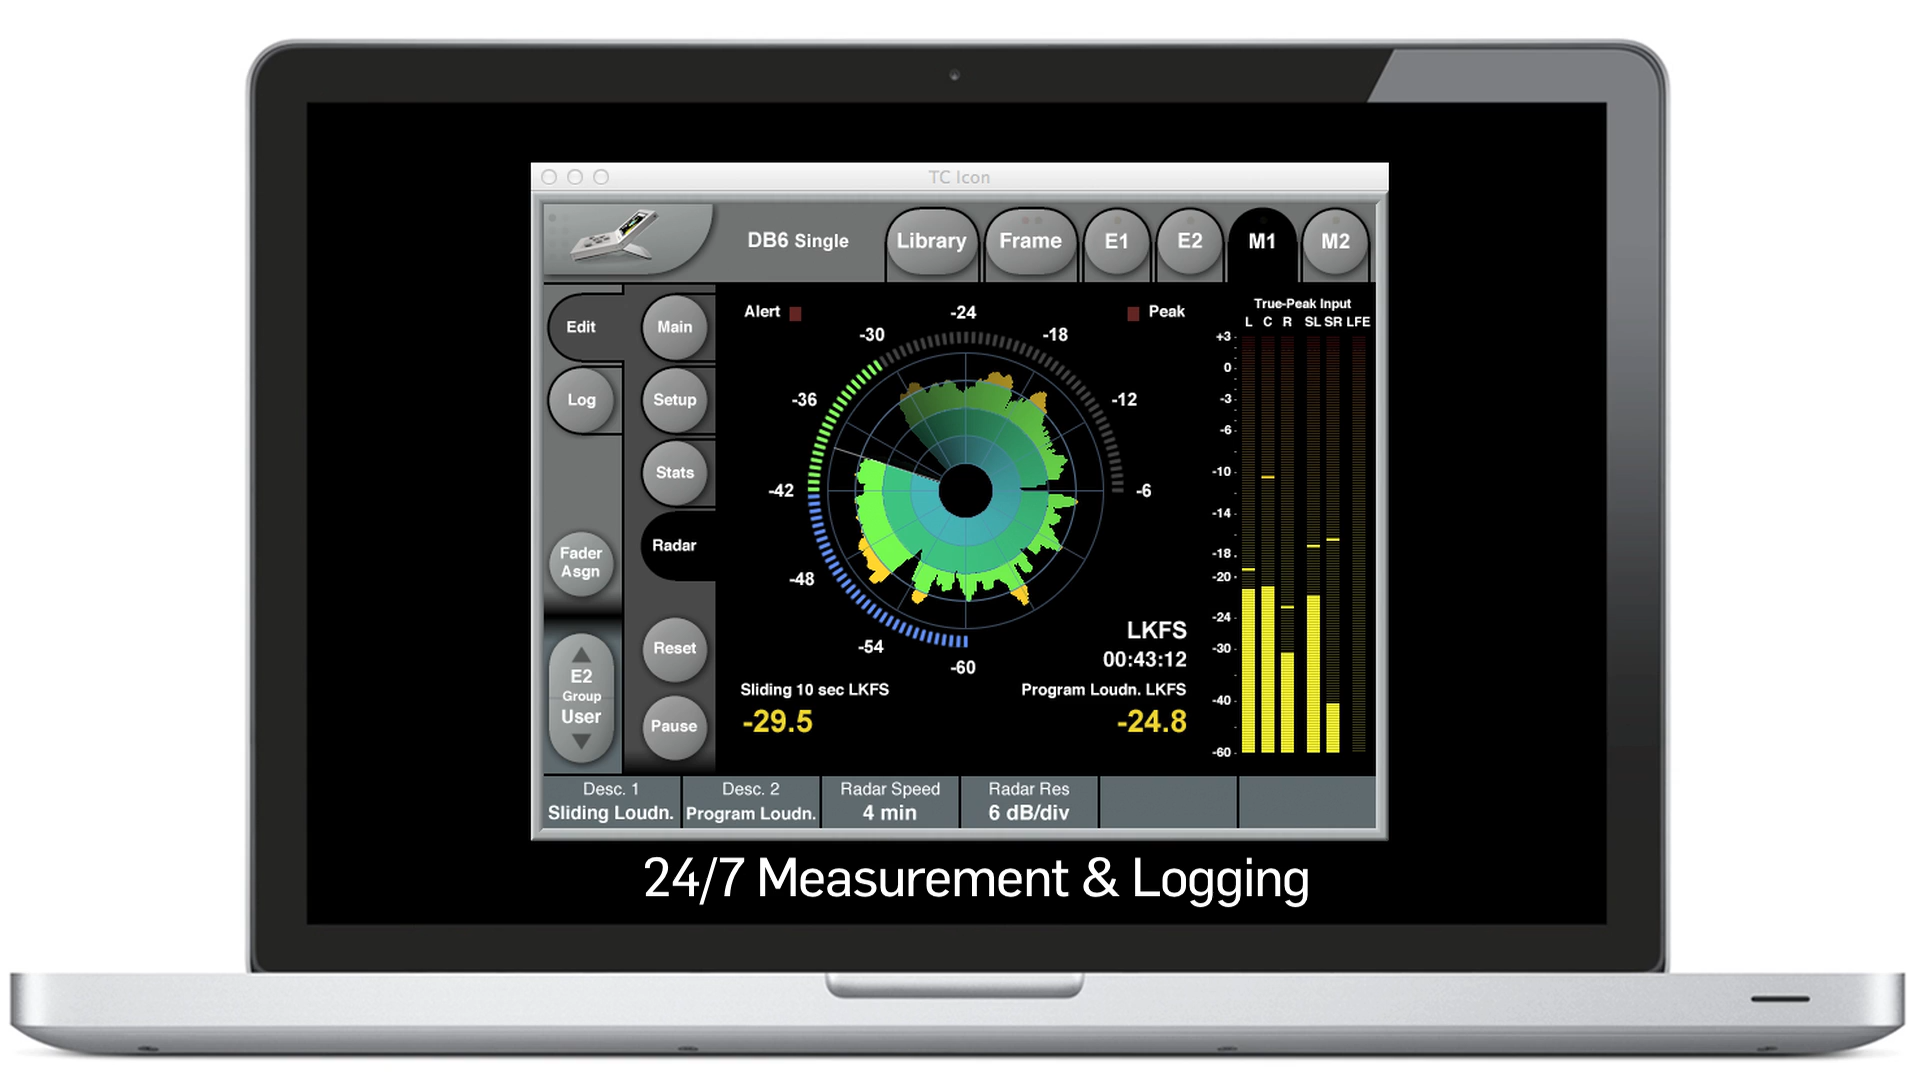 TC Icon
DB6 Single
Library
Frame
E1
E2
M1
M2
Edit
Log
Fader
Asgn
E2
Group
User
Main
Setup
Stats
Radar
Reset
Pause
Alert
Peak
-24
-30
-18
-36
-12
-42
-6
-48
-54
-60
LKFS
00:43:12
Sliding 10 sec LKFS
-29.5
Program Loudn. LKFS
-24.8
True-Peak Input
L C R SL SR LFE
+3
0
-3
-6
-10
-14
-18
-20
-24
-30
-40
-60
Desc. 1
Sliding Loudn.
Desc. 2
Program Loudn.
Radar Speed
4 min
Radar Res
6 dB/div
24/7 Measurement & Logging